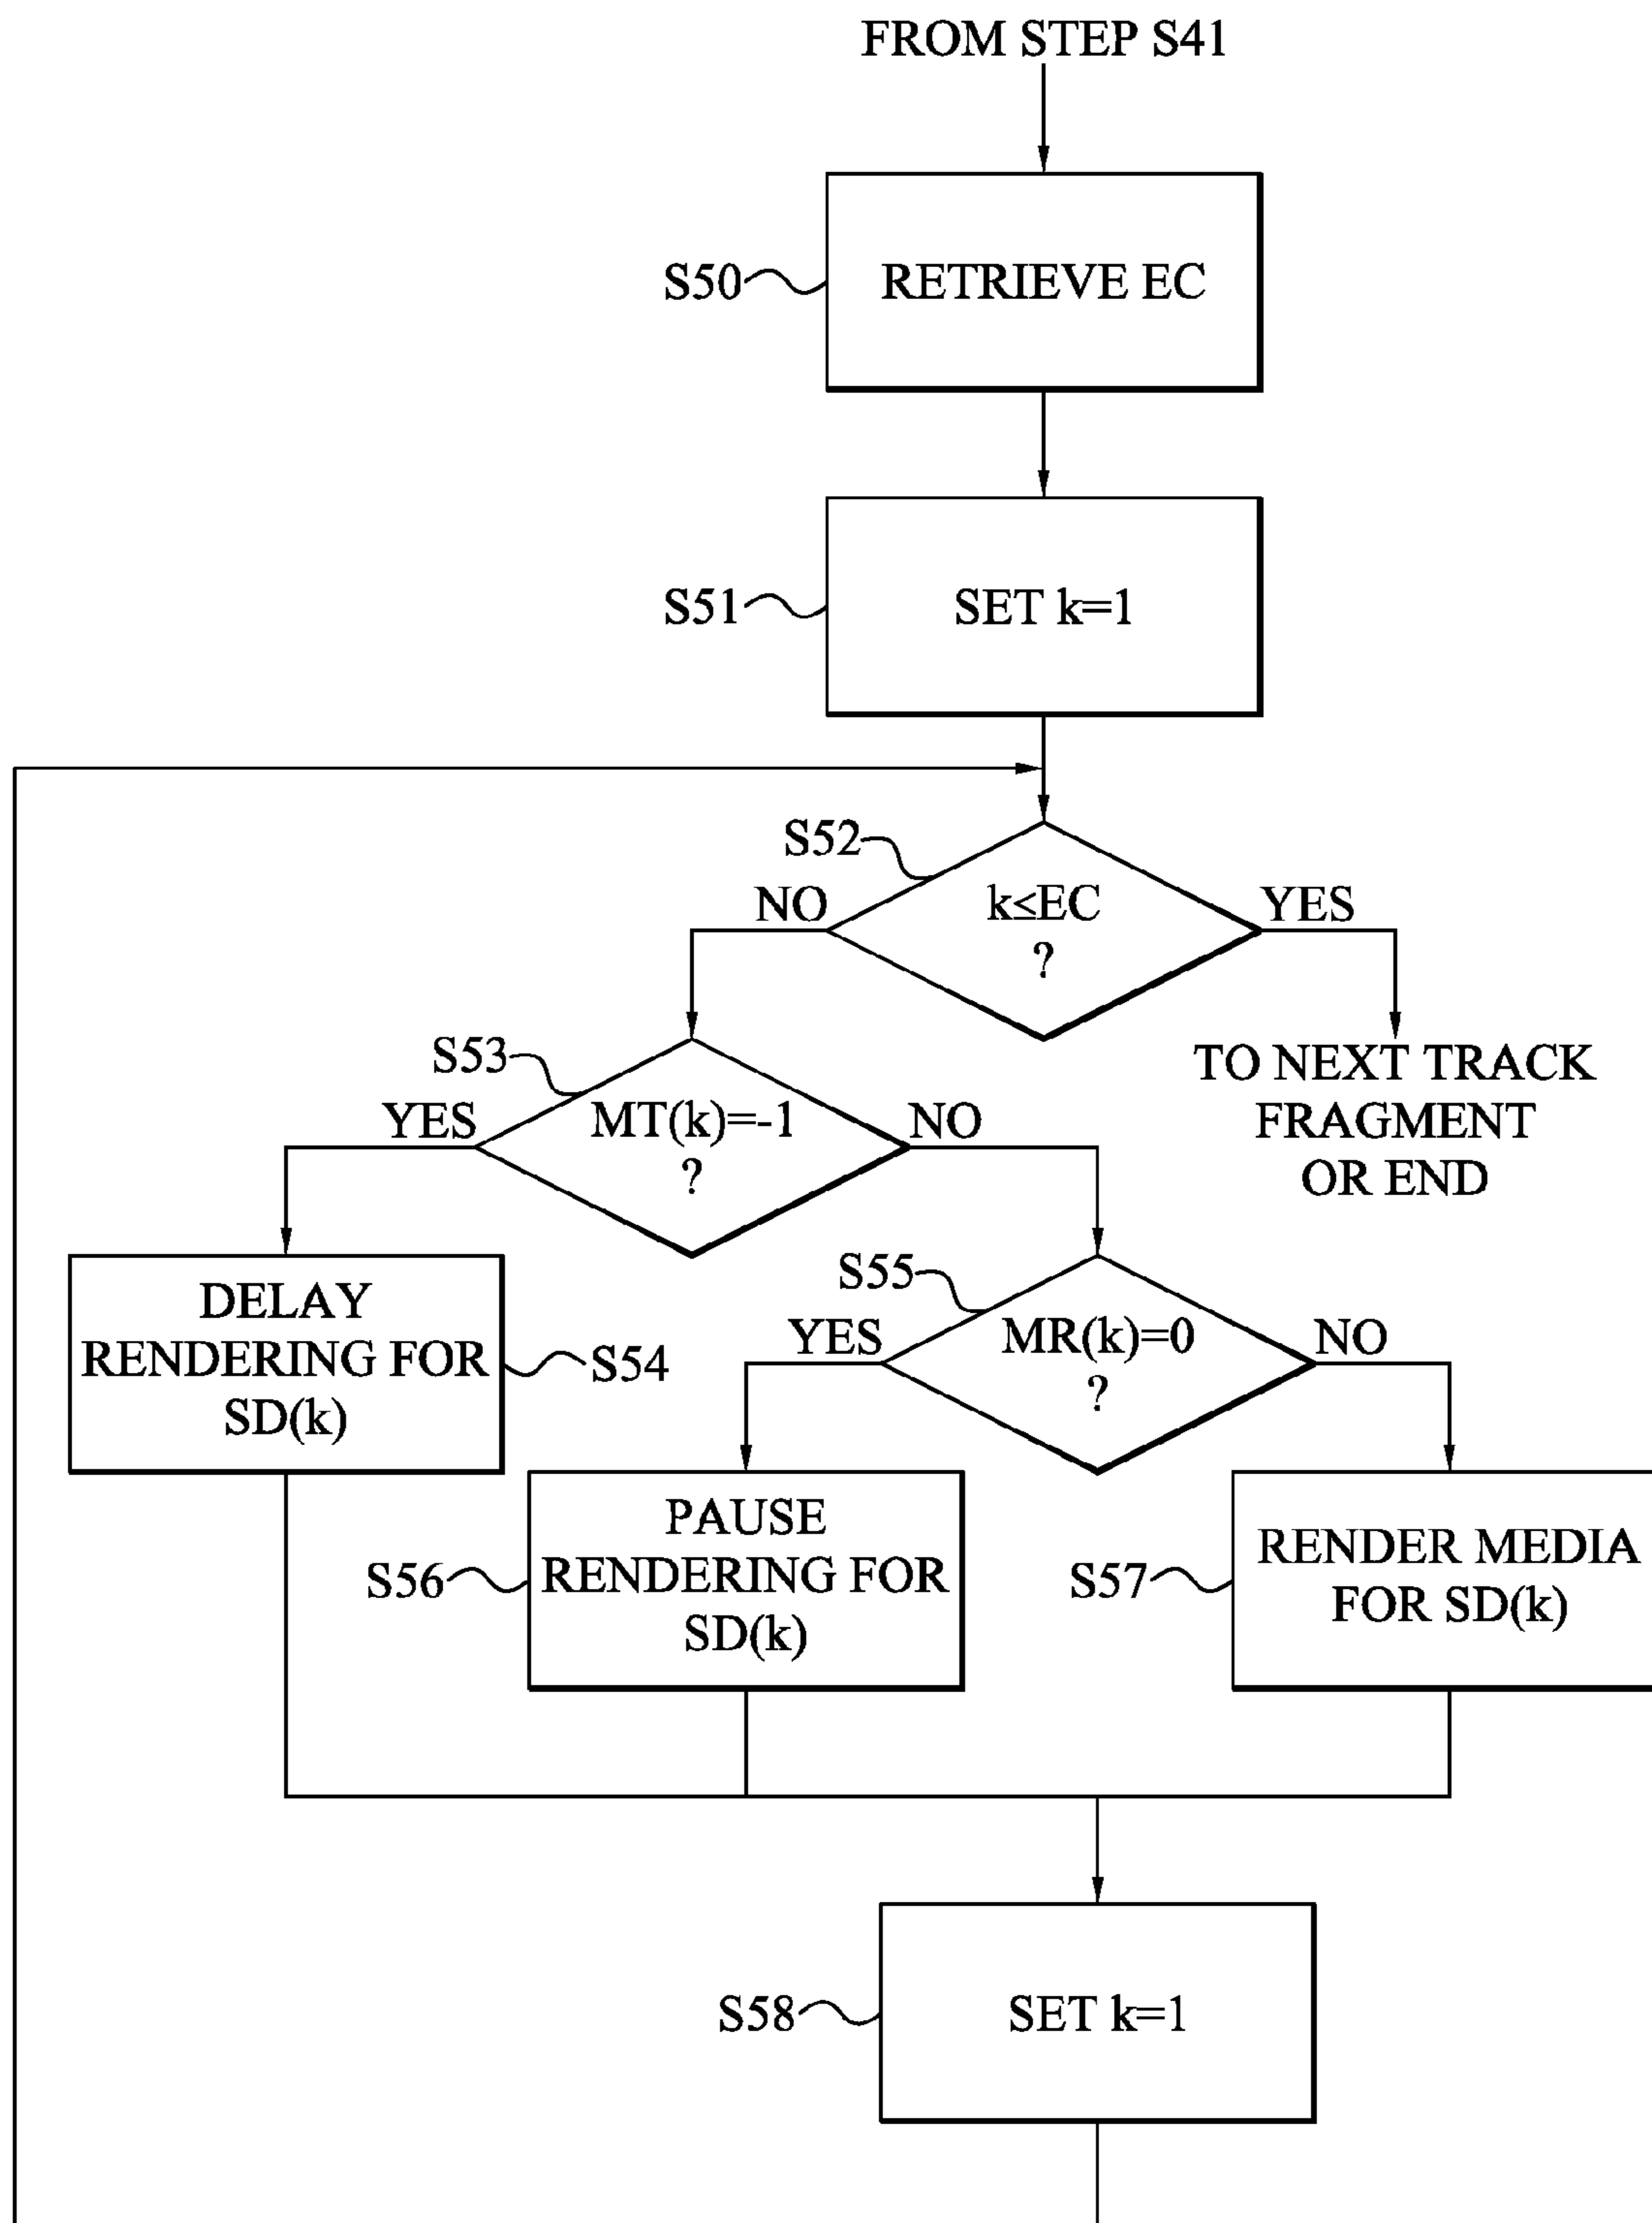 FROM STEP S41
S50
RETRIEVE EC
S51
SET k=1
S52
NO
k≤EC
?
YES
S53
YES
MT(k)=-1
?
NO
TO NEXT TRACK
FRAGMENT
OR END
DELAY
RENDERING FOR
SD(k)
S54
S55
YES
MR(k)=0
?
NO
S56
PAUSE
RENDERING FOR
SD(k)
S57
RENDER MEDIA
FOR SD(k)
S58
SET k=1